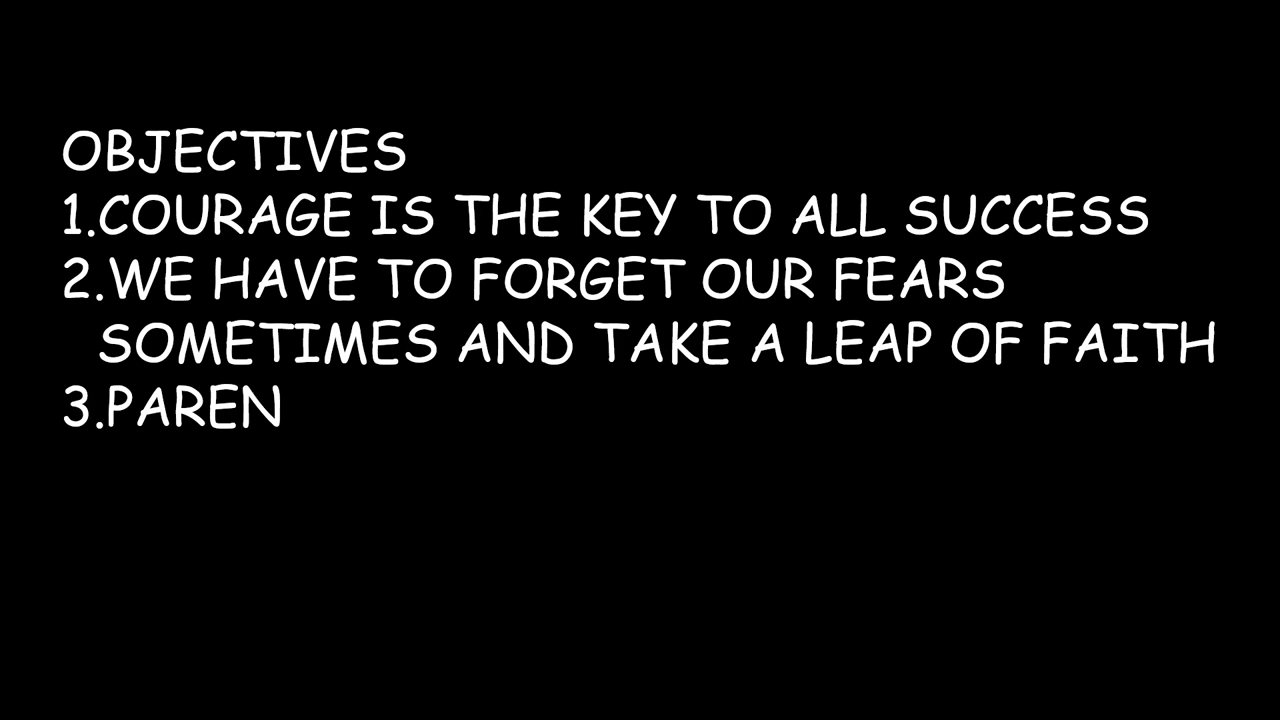 OBJECTIVES
1.COURAGE IS THE KEY TO ALL SUCCESS
2.WE HAVE TO FORGET OUR FEARS
SOMETIMES AND TAKE A LEAP OF FAITH
3.PAREN